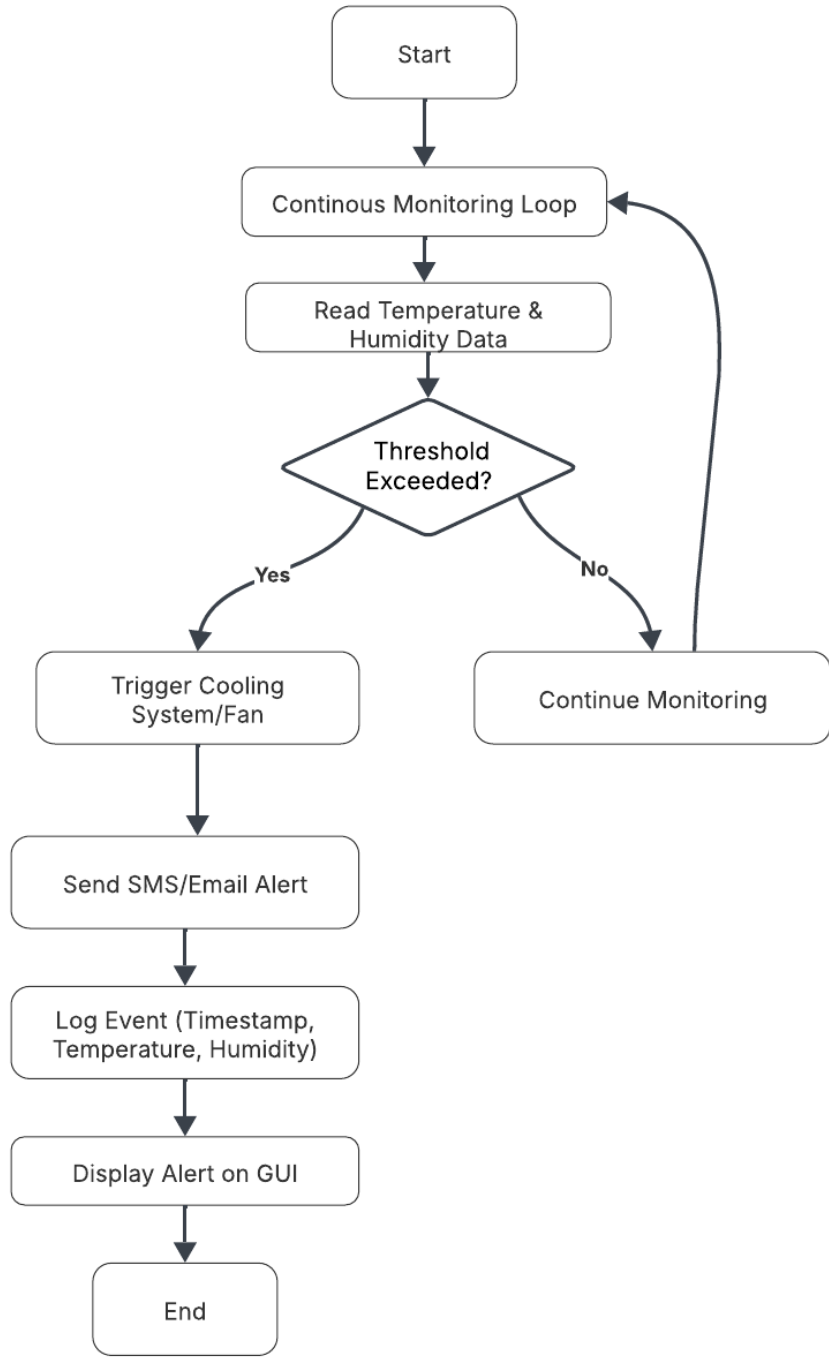 Start
Continous Monitoring Loop
Read Temperature &
Humidity Data
Threshold
Exceeded?
Yes
No
Trigger Cooling
System/Fan
Continue Monitoring
Send SMS/Email Alert
Log Event (Timestamp,
Temperature, Humidity)
Display Alert on GUI
End